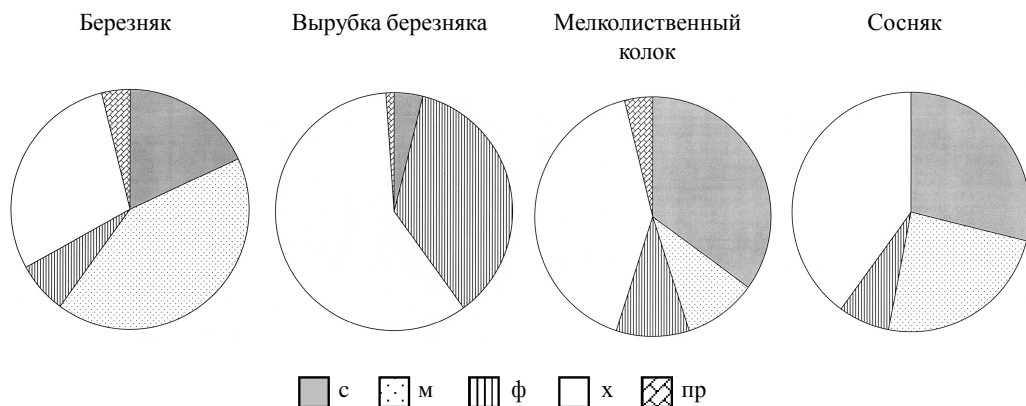 Березняк
Вырубка березняка
Мелколиственный
колок
Сосняк
с м ф х пр